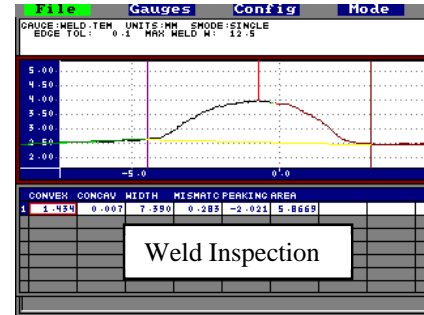 File Gauges Config Mode
GAUGE:WELD.TEM UNITS:MM SMODE:SINGLE
EDGE TOL: 0.1 MAX WELD W: 12.5
5.00
4.50
4.00
3.50
3.00
2.50
2.00
-5.0 0.0
CONVEX CONCAV WIDTH MISMATC PEAKING AREA
1 1.434 0.007 7.390 0.283 -2.021 5.8669
Weld Inspection